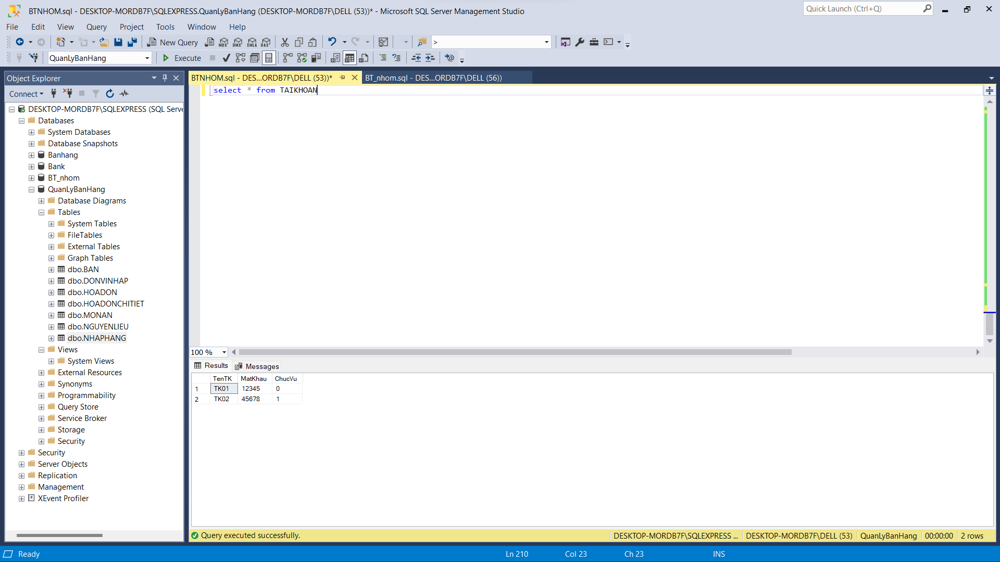 BTNHOM.sql - DESKTOP-MORDB7F\SQLEXPRESS.QuanLyBanHang (DESKTOP-MORDB7F\DELL (53))* - Microsoft SQL Server Management Studio
Quick Launch (Ctrl+Q)
File Edit View Query Project Tools Window Help
New Query MDX DMX XMLA DAX >
QuanLyBanHang Execute
Object Explorer
BTNHOM.sql - DES...ORDB7F\DELL (53))* BT_nhom.sql - DES...ORDB7F\DELL (56))
Connect
select * from TAIKHOAN
DESKTOP-MORDB7F\SQLEXPRESS (SQL Serve
Databases
System Databases
Database Snapshots
Banhang
Bank
BT_nhom
QuanLyBanHang
Database Diagrams
Tables
System Tables
FileTables
External Tables
Graph Tables
dbo.BAN
dbo.DONVINHAP
dbo.HOADON
dbo.HOADONCHITIET
dbo.MONAN
dbo.NGUYENLIEU
dbo.NHAPHANG
Views
System Views
External Resources
Synonyms
Programmability
Query Store
Service Broker
Storage
Security
Security
Server Objects
Replication
Management
XEvent Profiler
100 %
Results Messages
TenTK MatKhau ChucVu
1 TK01 12345 0
2 TK02 45678 1
Query executed successfully. DESKTOP-MORDB7F\SQLEXPRESS ... DESKTOP-MORDB7F\DELL (53) QuanLyBanHang 00:00:00 2 rows
Ready Ln 210 Col 23 Ch 23 INS